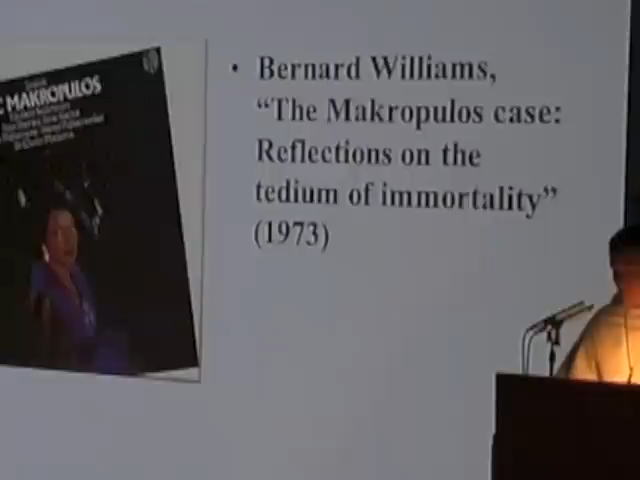 MAKROPULOS
• Bernard Williams,
“The Makropulos case:
Reflections on the
tedium of immortality”
(1973)